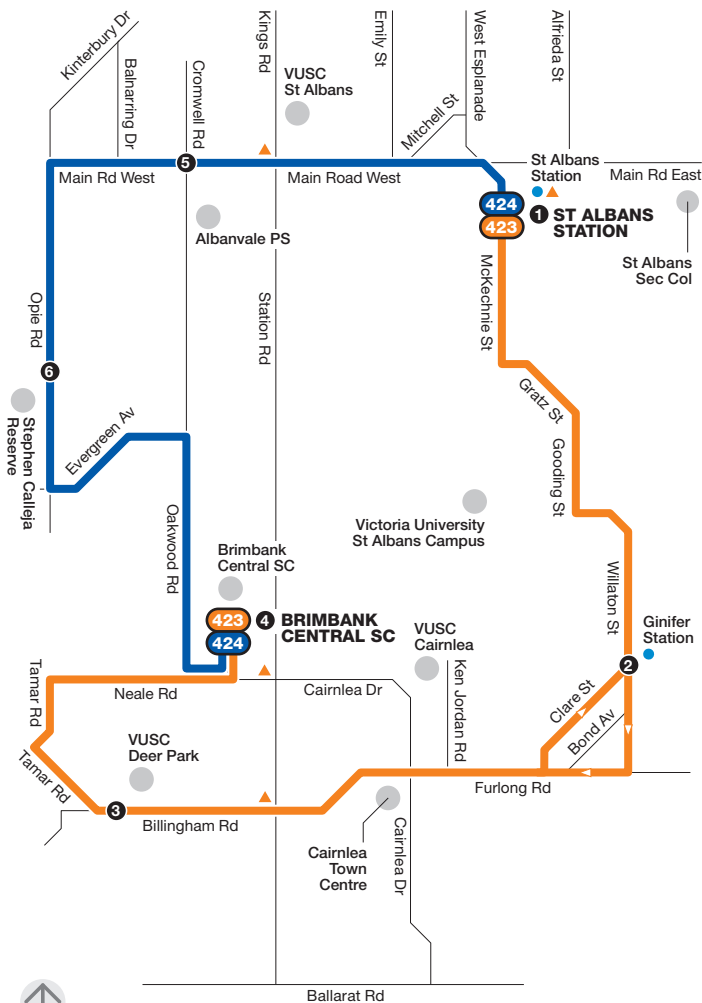 Kinterbury Dr
Balnarring Dr
Cromwell Rd
Kings Rd
VUSC
St Albans
Emily St
Mitchell St
West Esplanade
Alfrieda St
5
Main Rd West
Main Road West
St Albans
Station
Main Rd East
424
423
1 ST ALBANS
STATION
Albanvale PS
St Albans
Sec Col
McKechnie St
Opie Rd
Station Rd
6
Stephen Calleja
Reserve
Evergreen Av
Gratz St
Gooding St
Oakwood Rd
Victoria University
St Albans Campus
Brimbank
Central SC
Willaton St
423
424
4 BRIMBANK
CENTRAL SC
VUSC
Cairnlea
Ginifer
Station
2
Tamar Rd
Neale Rd
Cairnlea Dr
Ken Jordan Rd
Clare St
Bond Av
Tamar Rd
VUSC
Deer Park
Furlong Rd
3
Billingham Rd
Cairnlea
Town
Centre
Cairnlea Dr
Ballarat Rd